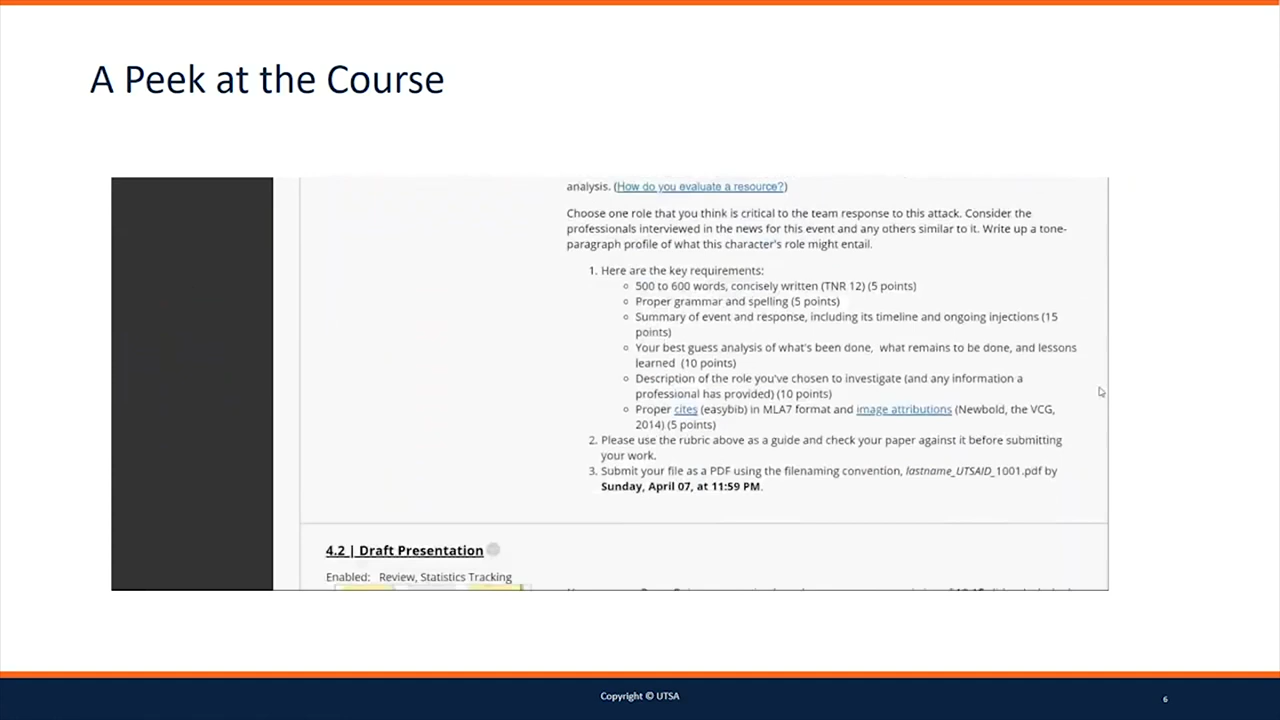 A Peek at the Course
analysis. (How do you evaluate a resource?)
Choose one role that you think is critical to the team response to this attack. Consider the
professionals interviewed in the news for this event and any others similar to it. Write up a tone-
paragraph profile of what this character's role might entail.
1. Here are the key requirements:
○ 500 to 600 words, concisely written (TNR 12) (5 points)
○ Proper grammar and spelling (5 points)
○ Summary of event and response, including its timeline and ongoing injections (15
points)
○ Your best guess analysis of what's been done, what remains to be done, and lessons
learned (10 points)
○ Description of the role you've chosen to investigate (and any information a
professional has provided) (10 points)
○ Proper cites (easybib) in MLA7 format and image attributions (Newbold, the VCG,
2014) (5 points)
2. Please use the rubric above as a guide and check your paper against it before submitting
your work.
3. Submit your file as a PDF using the filenaming convention, lastname_UTSAID_1001.pdf by
Sunday, April 07, at 11:59 PM.
4.2 | Draft Presentation
Enabled: Review, Statistics Tracking
Copyright © UTSA
6